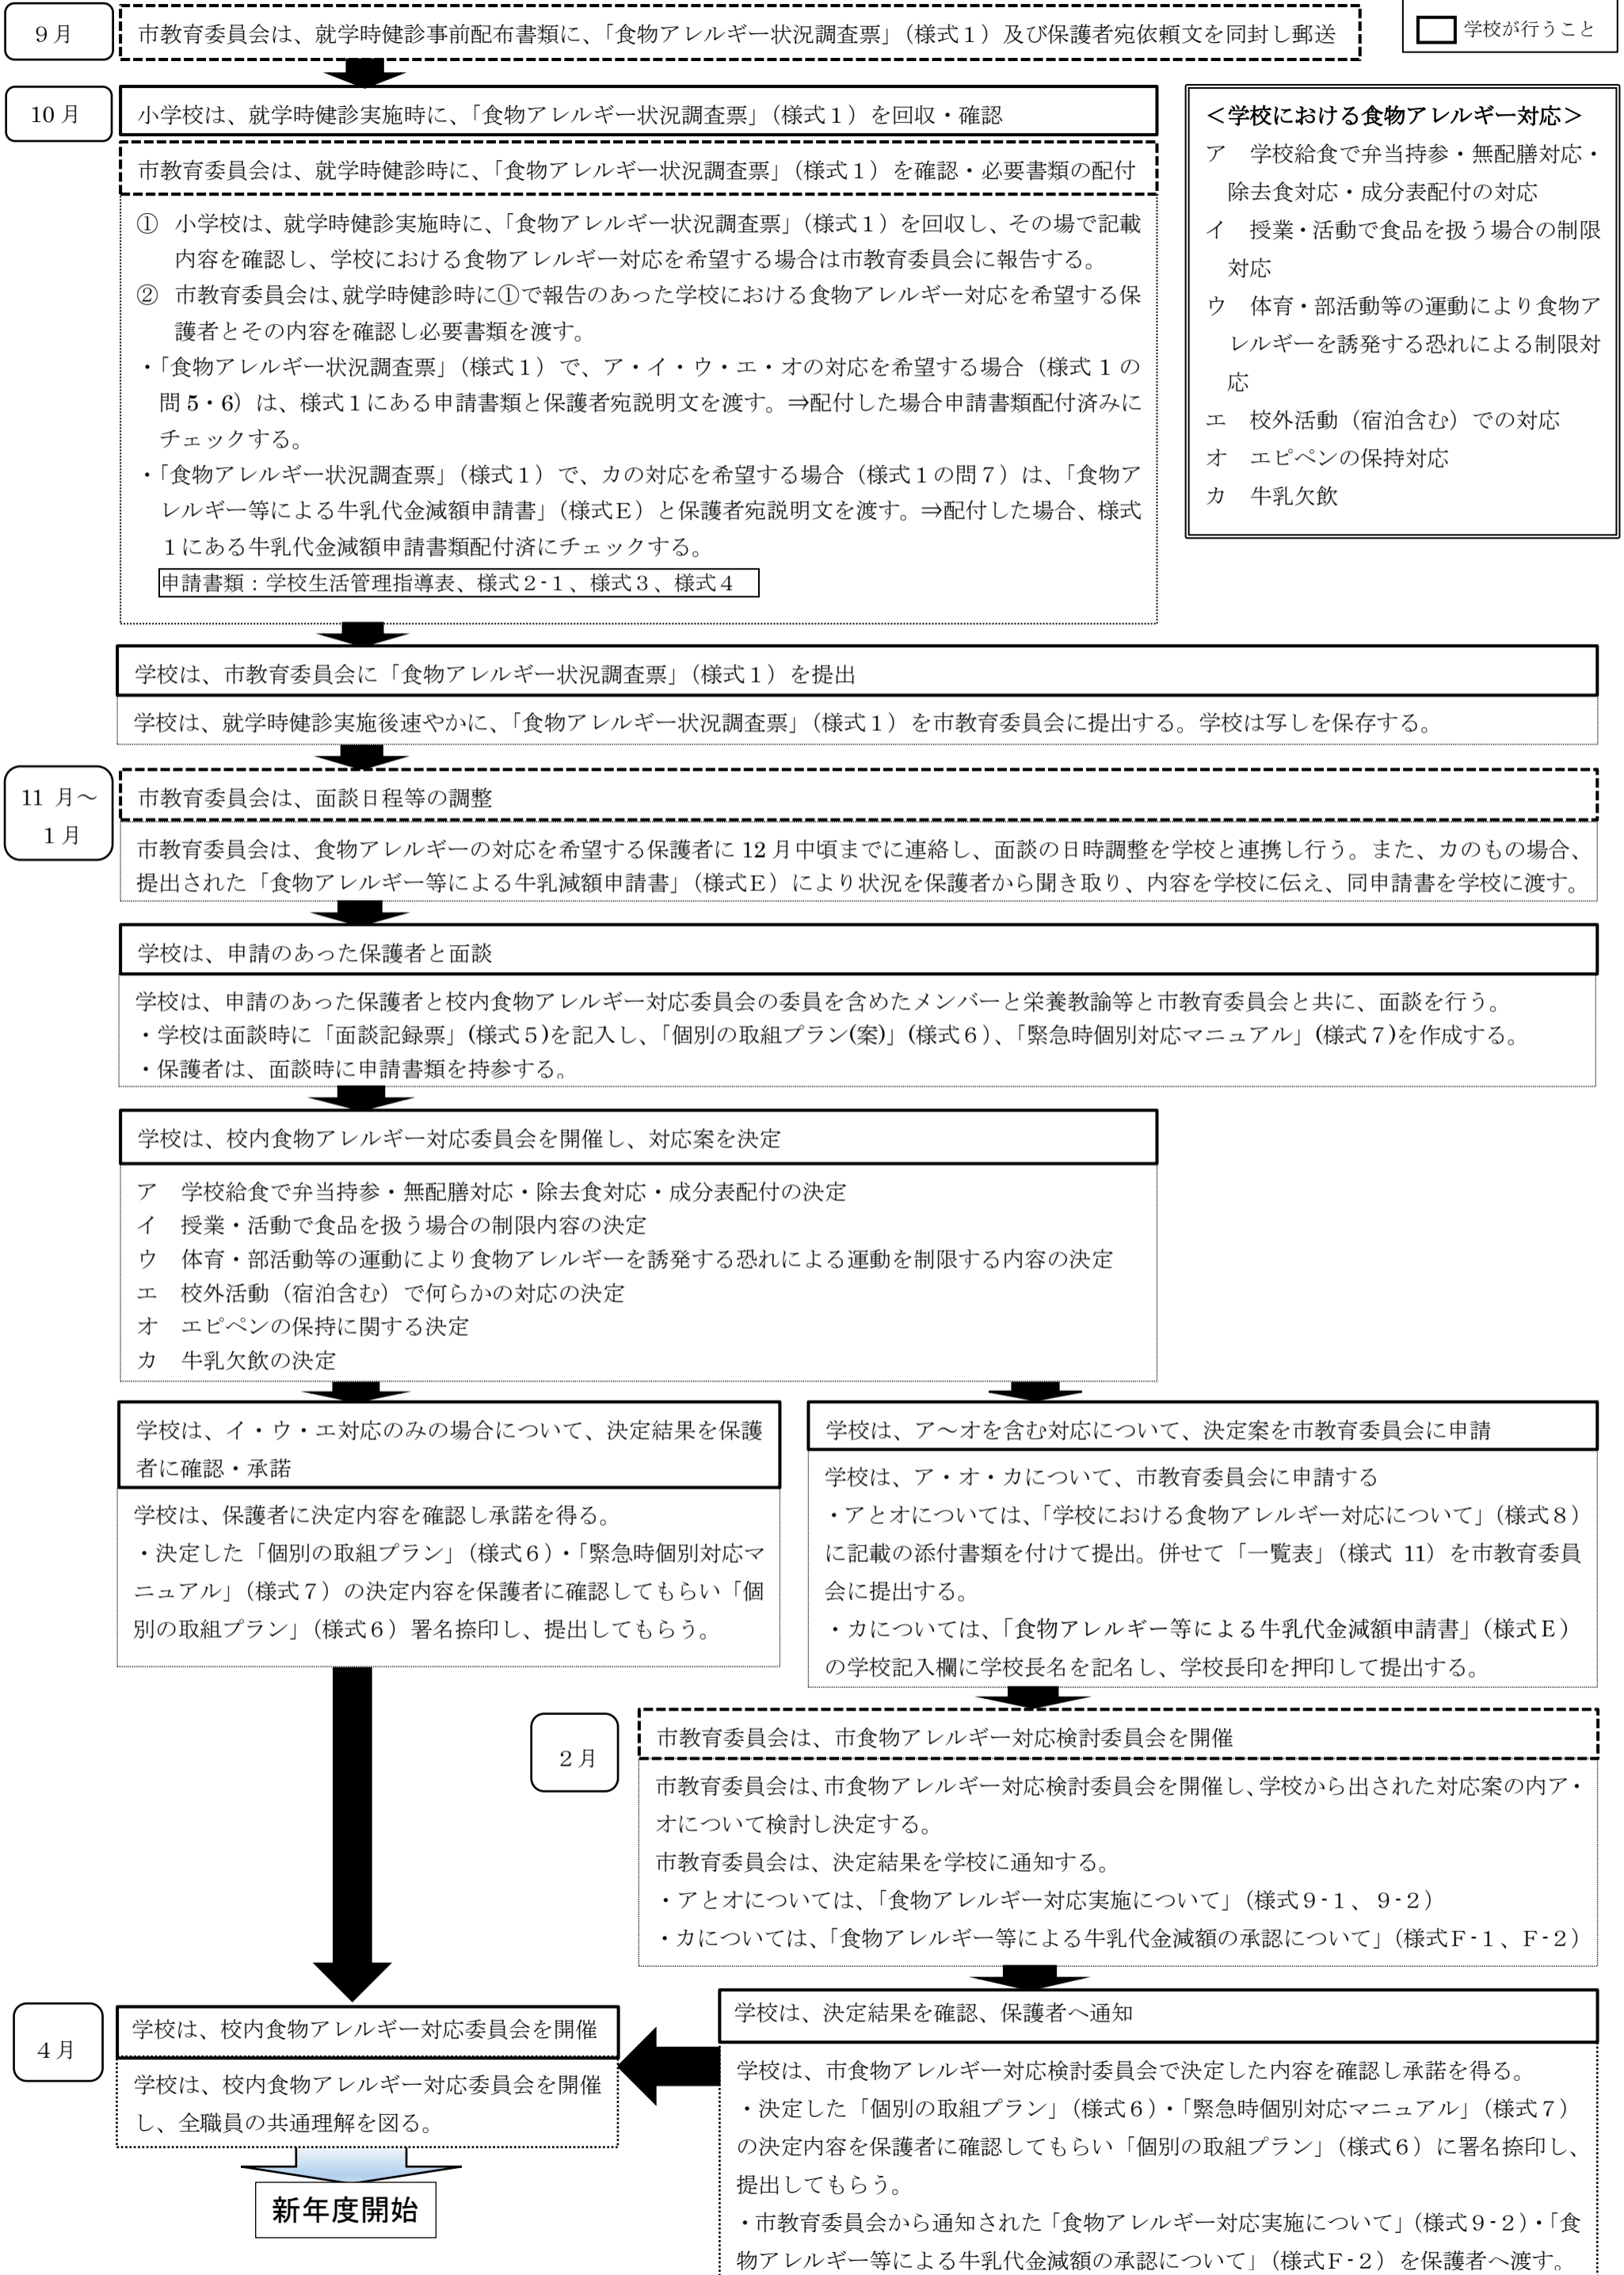 9月
市教育委員会は、就学時健診事前配布書類に、「食物アレルギー状況調査票」（様式１）及び保護者宛依頼文を同封し郵送
学校が行うこと
10月
小学校は、就学時健診実施時に、「食物アレルギー状況調査票」（様式１）を回収・確認
市教育委員会は、就学時健診時に、「食物アレルギー状況調査票」（様式１）を確認・必要書類の配付
① 小学校は、就学時健診実施時に、「食物アレルギー状況調査票」（様式１）を回収し、その場で記載
内容を確認し、学校における食物アレルギー対応を希望する場合は市教育委員会に報告する。
② 市教育委員会は、就学時健診時に①で報告のあった学校における食物アレルギー対応を希望する保
護者とその内容を確認し必要書類を渡す。
・「食物アレルギー状況調査票」（様式１）で、ア・イ・ウ・エ・オの対応を希望する場合（様式１の
問5・6）は、様式１にある申請書類と保護者宛説明文を渡す。⇒配付した場合申請書類配付済みに
チェックする。
・「食物アレルギー状況調査票」（様式１）で、カの対応を希望する場合（様式１の問７）は、「食物ア
レルギー等による牛乳代金減額申請書」（様式Ｅ）と保護者宛説明文を渡す。⇒配付した場合、様式
１にある牛乳代金減額申請書類配付済にチェックする。
申請書類：学校生活管理指導表、様式２-１、様式３、様式４
＜学校における食物アレルギー対応＞
ア　学校給食で弁当持参・無配膳対応・
除去食対応・成分表配付の対応
イ　授業・活動で食品を扱う場合の制限
対応
ウ　体育・部活動等の運動により食物ア
レルギーを誘発する恐れによる制限対
応
エ　校外活動（宿泊含む）での対応
オ　エピペンの保持対応
カ　牛乳欠飲
学校は、市教育委員会に「食物アレルギー状況調査票」（様式１）を提出
学校は、就学時健診実施後速やかに、「食物アレルギー状況調査票」（様式１）を市教育委員会に提出する。学校は写しを保存する。
11月～
1月
市教育委員会は、面談日程等の調整
市教育委員会は、食物アレルギーの対応を希望する保護者に12月中頃までに連絡し、面談の日時調整を学校と連携し行う。また、カのもの場合、
提出された「食物アレルギー等による牛乳減額申請書」（様式Ｅ）により状況を保護者から聞き取り、内容を学校に伝え、同申請書を学校に渡す。
学校は、申請のあった保護者と面談
学校は、申請のあった保護者と校内食物アレルギー対応委員会の委員を含めたメンバーと栄養教諭等と市教育委員会と共に、面談を行う。
・学校は面談時に「面談記録票」(様式５)を記入し、「個別の取組プラン(案)」(様式６)、「緊急時個別対応マニュアル」(様式７)を作成する。
・保護者は、面談時に申請書類を持参する。
学校は、校内食物アレルギー対応委員会を開催し、対応案を決定
ア　学校給食で弁当持参・無配膳対応・除去食対応・成分表配付の決定
イ　授業・活動で食品を扱う場合の制限内容の決定
ウ　体育・部活動等の運動により食物アレルギーを誘発する恐れによる運動を制限する内容の決定
エ　校外活動（宿泊含む）で何らかの対応の決定
オ　エピペンの保持に関する決定
カ　牛乳欠飲の決定
学校は、イ・ウ・エ対応のみの場合について、決定結果を保護
者に確認・承諾
学校は、保護者に決定内容を確認し承諾を得る。
・決定した「個別の取組プラン」（様式６）・「緊急時個別対応マ
ニュアル」（様式７）の決定内容を保護者に確認してもらい「個
別の取組プラン」（様式６）署名捺印し、提出してもらう。
学校は、ア～オを含む対応について、決定案を市教育委員会に申請
学校は、ア・オ・カについて、市教育委員会に申請する
・アとオについては、「学校における食物アレルギー対応について」（様式８）
に記載の添付書類を付けて提出。併せて「一覧表」（様式 11）を市教育委員
会に提出する。
・カについては、「食物アレルギー等による牛乳代金減額申請書」（様式Ｅ）
の学校記入欄に学校長名を記名し、学校長印を押印して提出する。
2月
市教育委員会は、市食物アレルギー対応検討委員会を開催
市教育委員会は、市食物アレルギー対応検討委員会を開催し、学校から出された対応案の内ア・
オについて検討し決定する。
市教育委員会は、決定結果を学校に通知する。
・アとオについては、「食物アレルギー対応実施について」（様式９-１、９-２）
・カについては、「食物アレルギー等による牛乳代金減額の承認について」（様式Ｆ-１、Ｆ-２）
4月
学校は、校内食物アレルギー対応委員会を開催
学校は、校内食物アレルギー対応委員会を開催
し、全職員の共通理解を図る。
新年度開始
学校は、決定結果を確認、保護者へ通知
学校は、市食物アレルギー対応検討委員会で決定した内容を確認し承諾を得る。
・決定した「個別の取組プラン」（様式６）・「緊急時個別対応マニュアル」（様式７）
の決定内容を保護者に確認してもらい「個別の取組プラン」（様式６）に署名捺印し、
提出してもらう。
・市教育委員会から通知された「食物アレルギー対応実施について」（様式９-２）・「食
物アレルギー等による牛乳代金減額の承認について」（様式Ｆ-２）を保護者へ渡す。